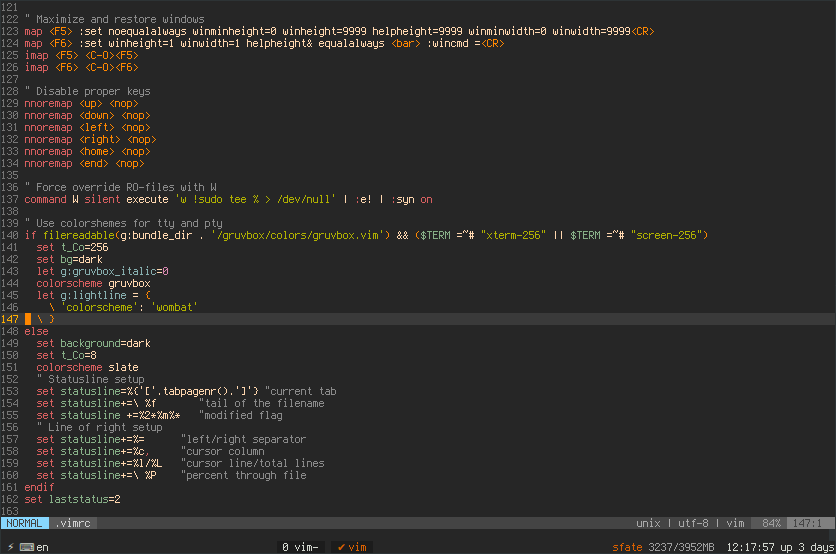 121
122 " Maximize and restore windows
123 map <F5> :set noequalalways winminheight=0 winheight=9999 helpheight=9999 winminwidth=0 winwidth=9999<CR>
124 map <F6> :set winheight=1 winwidth=1 helpheight& equalalways <bar> :wincmd =<CR>
125 imap <F5> <C-O><F5>
126 imap <F6> <C-O><F6>
127
128 " Disable proper keys
129 nnoremap <up> <nop>
130 nnoremap <down> <nop>
131 nnoremap <left> <nop>
132 nnoremap <right> <nop>
133 nnoremap <home> <nop>
134 nnoremap <end> <nop>
135
136 " Force override RO-files with W
137 command W silent execute 'w !sudo tee % > /dev/null' | :e! | :syn on
138
139 " Use colorshemes for tty and pty
140 if filereadable(g:bundle_dir . '/gruvbox/colors/gruvbox.vim') && ($TERM =~# "xterm-256" || $TERM =~# "screen-256")
141   set t_Co=256
142   set bg=dark
143   let g:gruvbox_italic=0
144   colorscheme gruvbox
145   let g:lightline = {
146     \ 'colorscheme': 'wombat'
147   \ }
148 else
149   set background=dark
150   set t_Co=8
151   colorscheme slate
152   " Statusline setup
153   set statusline=%('['.tabpagenr().']') "current tab
154   set statusline+=\ %f       "tail of the filename
155   set statusline +=%2*%m%*   "modified flag
156   " Line of right setup
157   set statusline+=%=      "left/right separator
158   set statusline+=%c,     "cursor column
159   set statusline+=%l/%L   "cursor line/total lines
160   set statusline+=\ %P    "percent through file
161 endif
162 set laststatus=2
163
NORMAL .vimrc unix | utf-8 | vim 84% 147:1
⚡ ⌨en 0 vim- ✔vim sfate 3237/3952MB 12:17:57 up 3 days